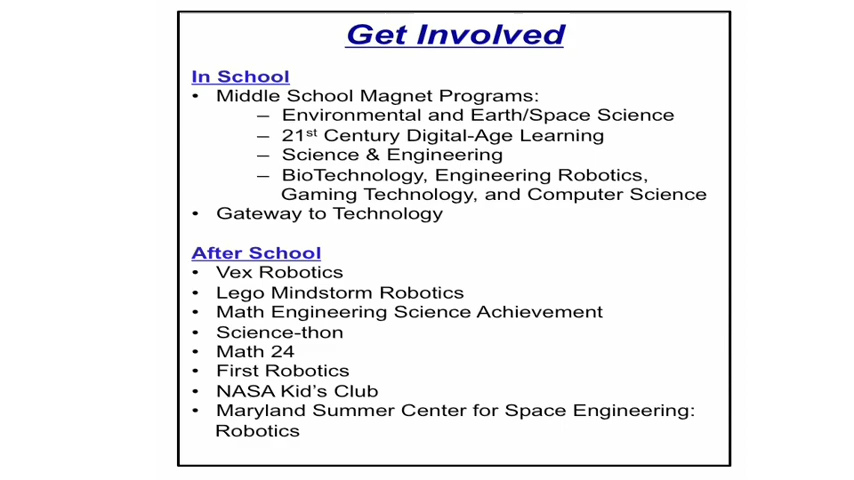 Get Involved
In School
• Middle School Magnet Programs:
– Environmental and Earth/Space Science
– 21st Century Digital-Age Learning
– Science & Engineering
– BioTechnology, Engineering Robotics,
Gaming Technology, and Computer Science
• Gateway to Technology
After School
• Vex Robotics
• Lego Mindstorm Robotics
• Math Engineering Science Achievement
• Science-thon
• Math 24
• First Robotics
• NASA Kid's Club
• Maryland Summer Center for Space Engineering:
Robotics